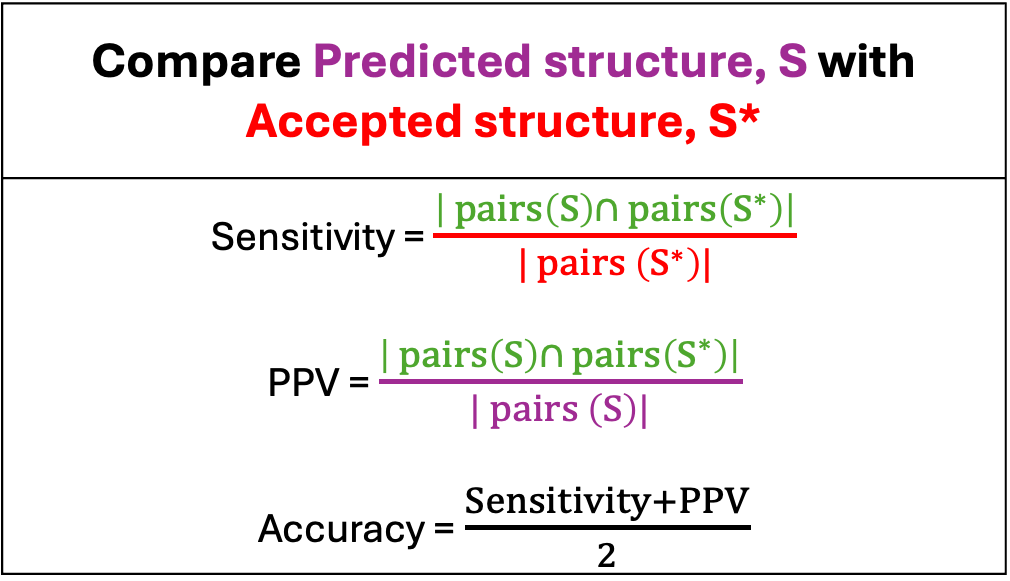 Compare Predicted structure, S with
Accepted structure, S*
Sensitivity = | pairs(S)∩ pairs(S*)|
| pairs (S*)|
PPV = | pairs(S)∩ pairs(S*)|
| pairs (S)|
Accuracy = Sensitivity+PPV
2